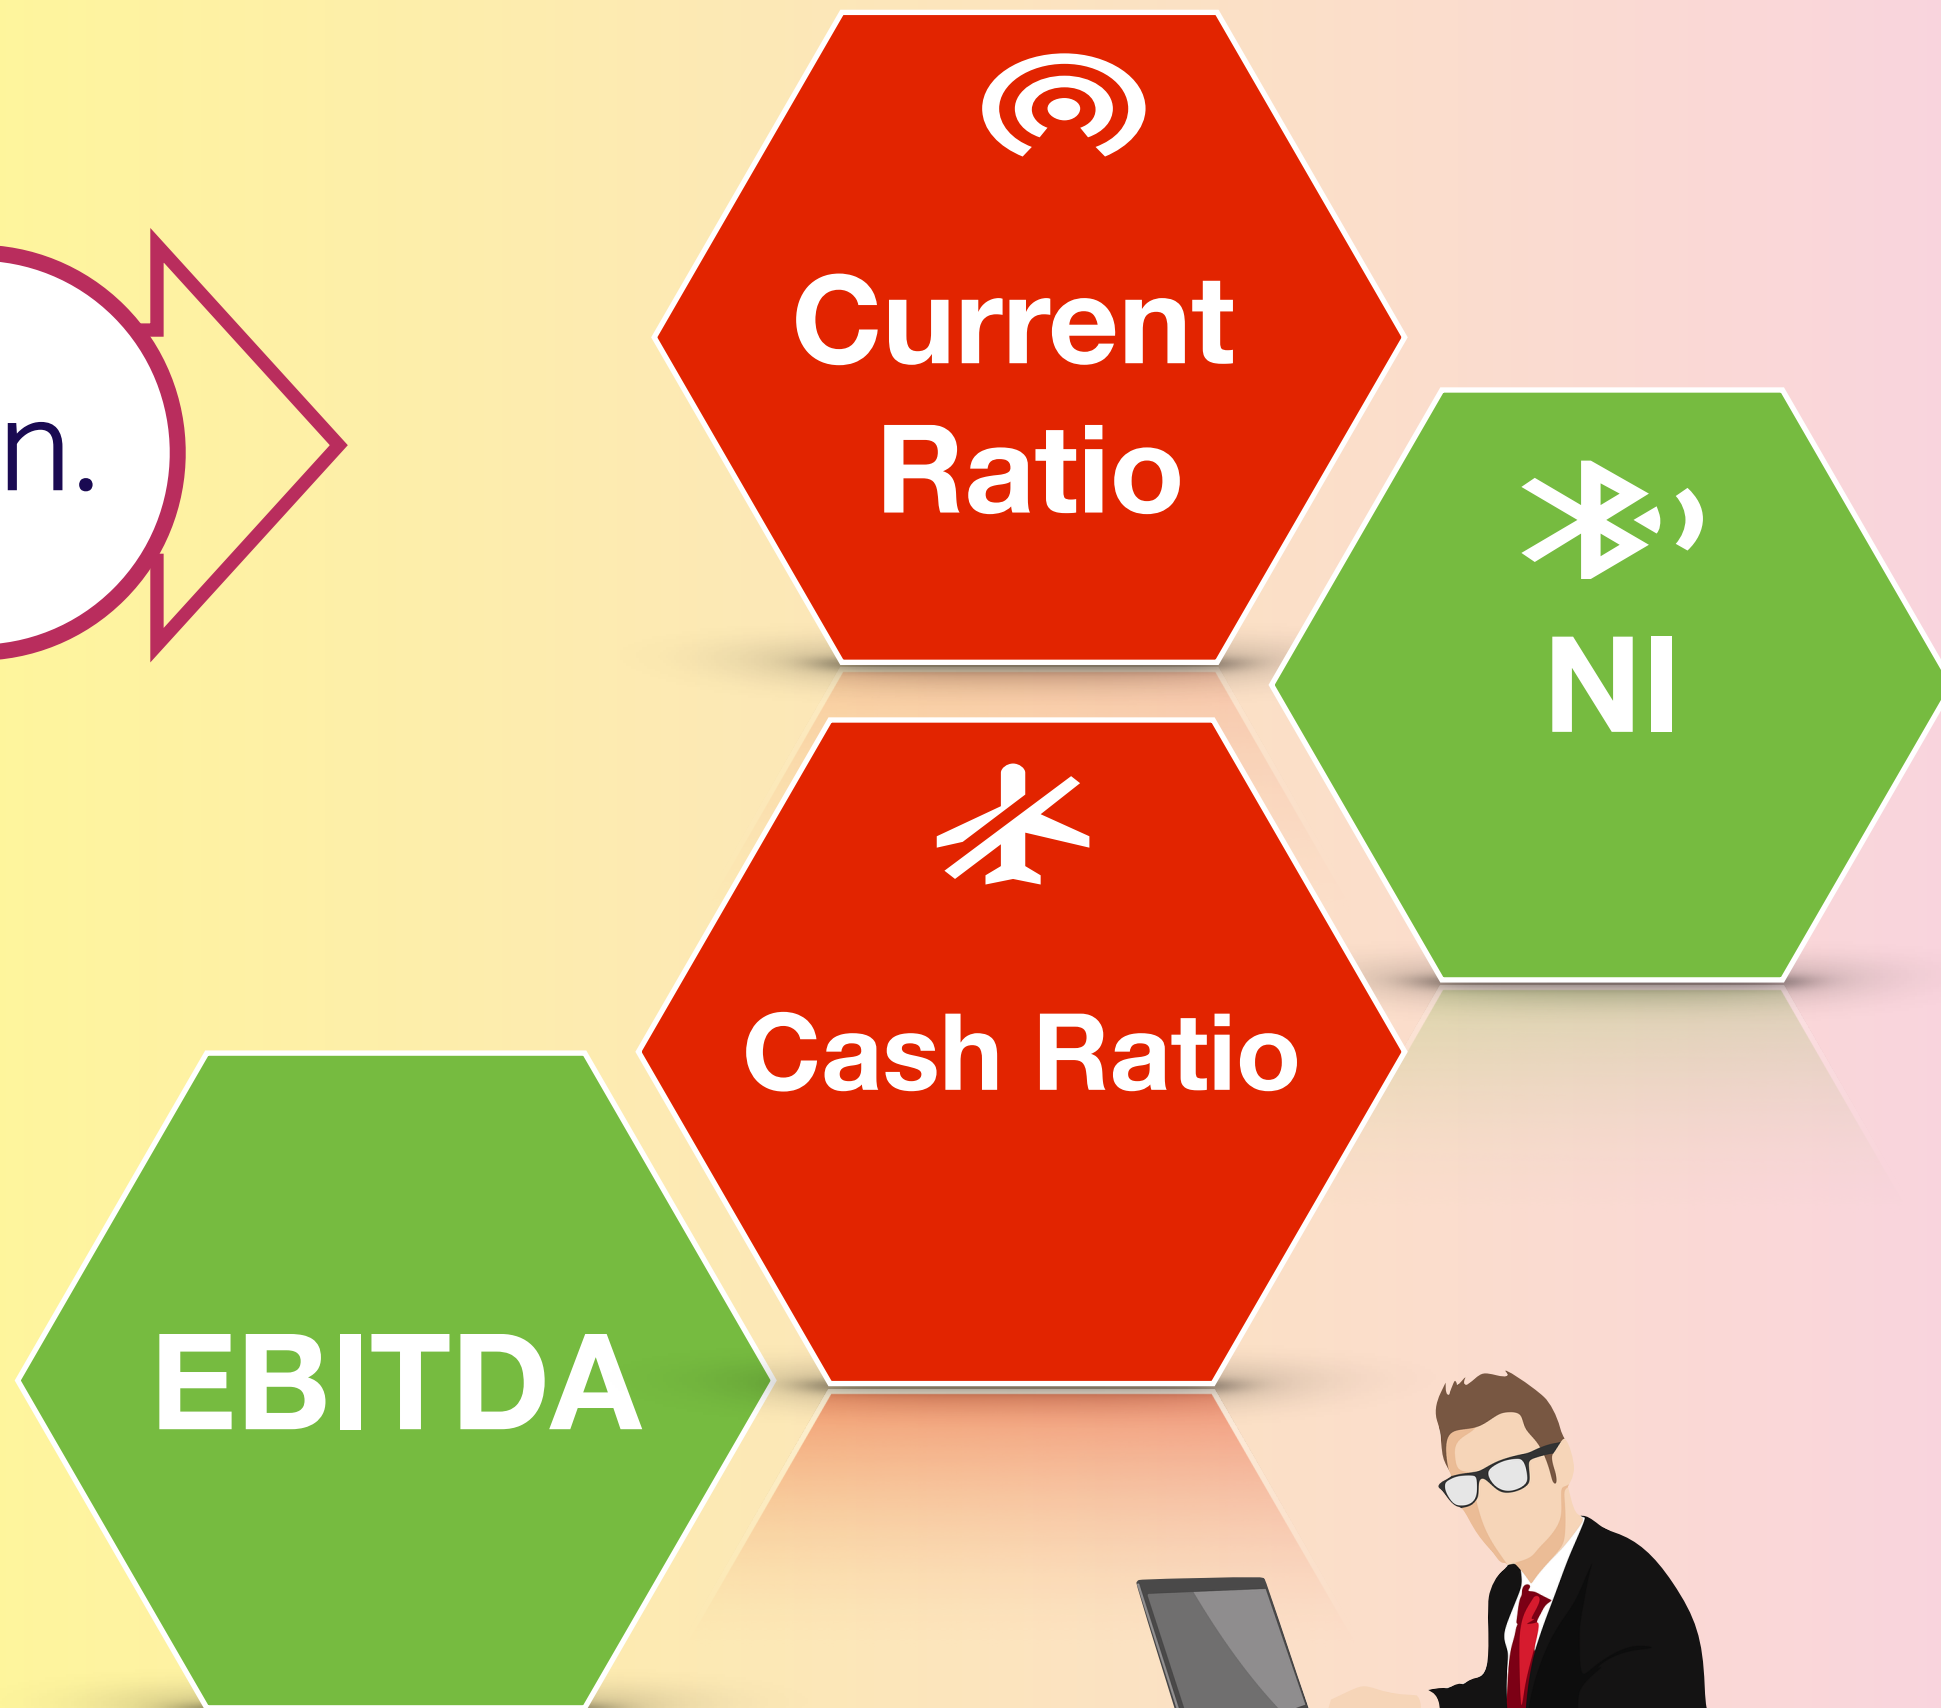 n.
Current
Ratio
NI
Cash Ratio
EBITDA